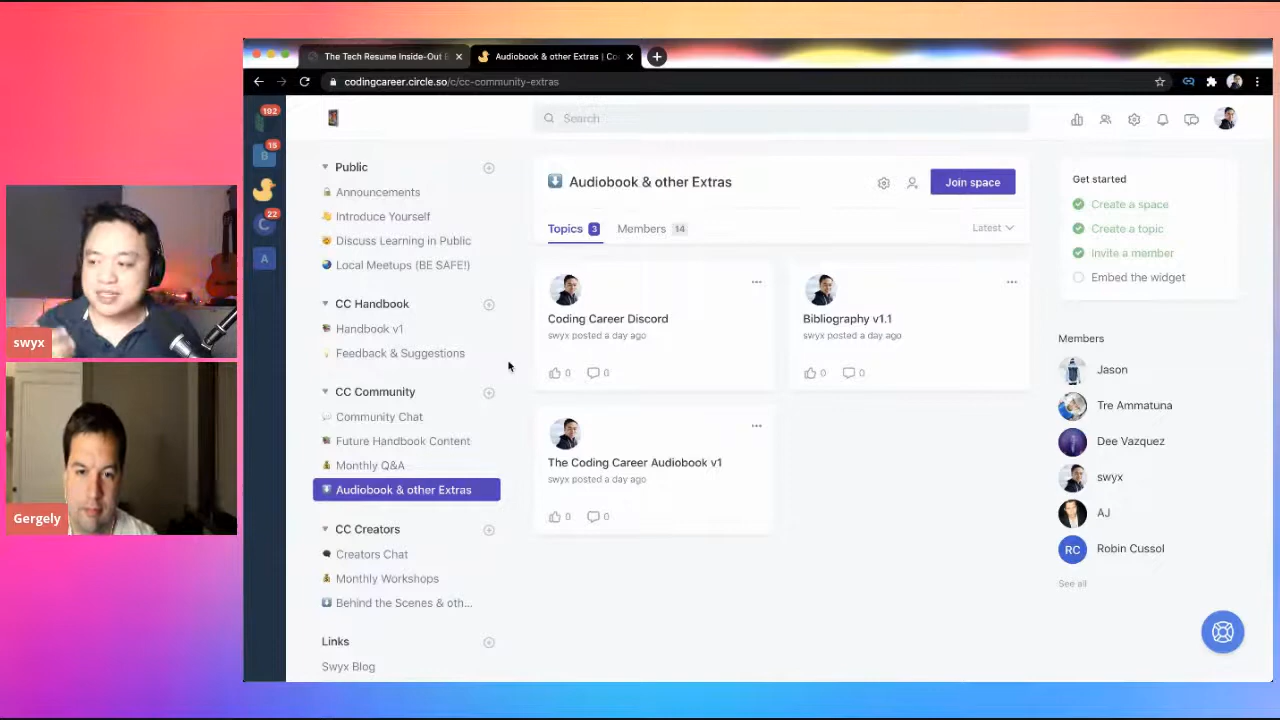 The Tech Resume Inside-Out E
Audiobook & other Extras | Co
codingcareer.circle.so/c/cc-community-extras
192
15
B
22
C
A
Search
Public
Announcements
Introduce Yourself
Discuss Learning in Public
Local Meetups (BE SAFE!)
CC Handbook
Handbook v1
Feedback & Suggestions
CC Community
Community Chat
Future Handbook Content
Monthly Q&A
Audiobook & other Extras
CC Creators
Creators Chat
Monthly Workshops
Behind the Scenes & oth...
Links
Swyx Blog
Audiobook & other Extras
Join space
Topics 3
Members 14
Latest
Coding Career Discord
swyx posted a day ago
0 0
Bibliography v1.1
swyx posted a day ago
0 0
The Coding Career Audiobook v1
swyx posted a day ago
0 0
Get started
Create a space
Create a topic
Invite a member
Embed the widget
Members
Jason
Tre Ammatuna
Dee Vazquez
swyx
AJ
RC Robin Cussol
See all
swyx
Gergely